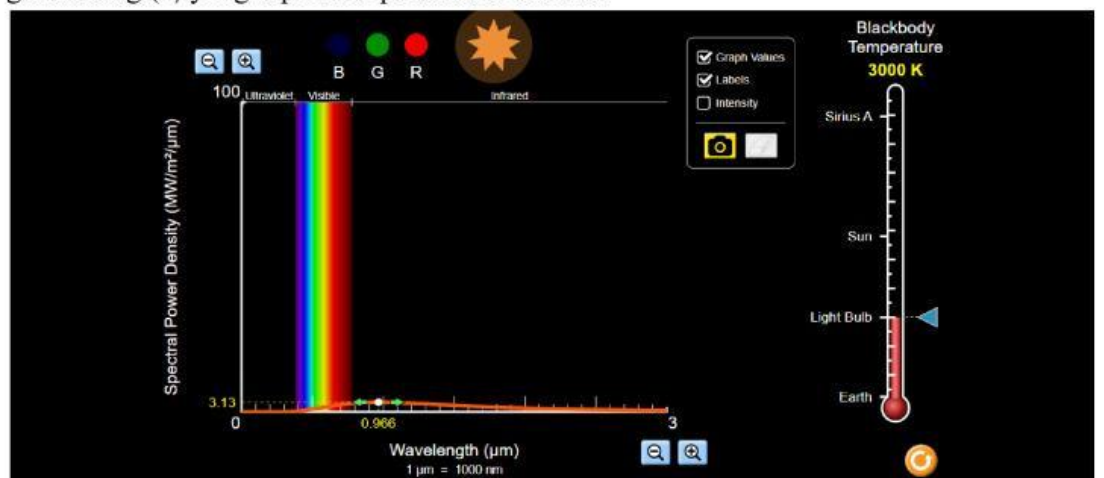 Blackbody
Temperature
3000 K
B G R
Graph Values
Labels
Intensity
100
Ultraviolet Visible Infrared
Sirius A
Sun
Light Bulb
Earth
Spectral Power Density (MW/m²/μm)
3.13
0
0.966
3
Wavelength (μm)
1 μm = 1000 nm